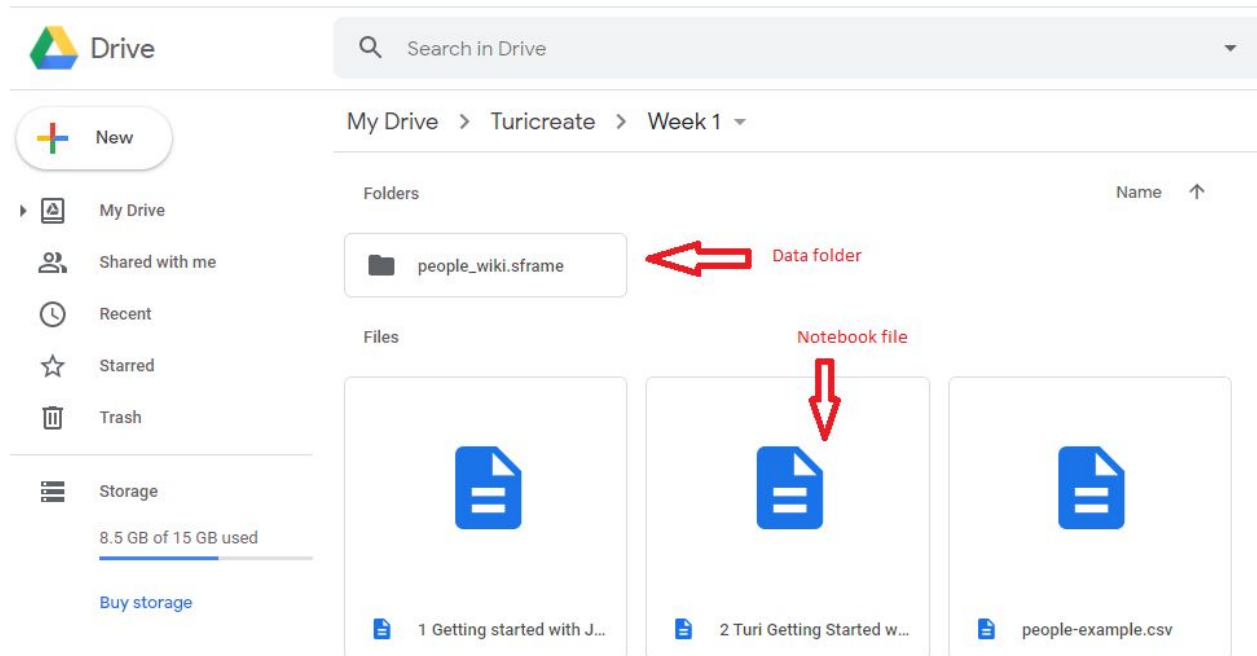 Drive
Search in Drive
New
My Drive > Turicreate > Week 1
My Drive
Shared with me
Recent
Starred
Trash
Storage
8.5 GB of 15 GB used
Buy storage
Folders
Name
people_wiki.sframe
Data folder
Files
Notebook file
1 Getting started with J...
2 Turi Getting Started w...
people-example.csv